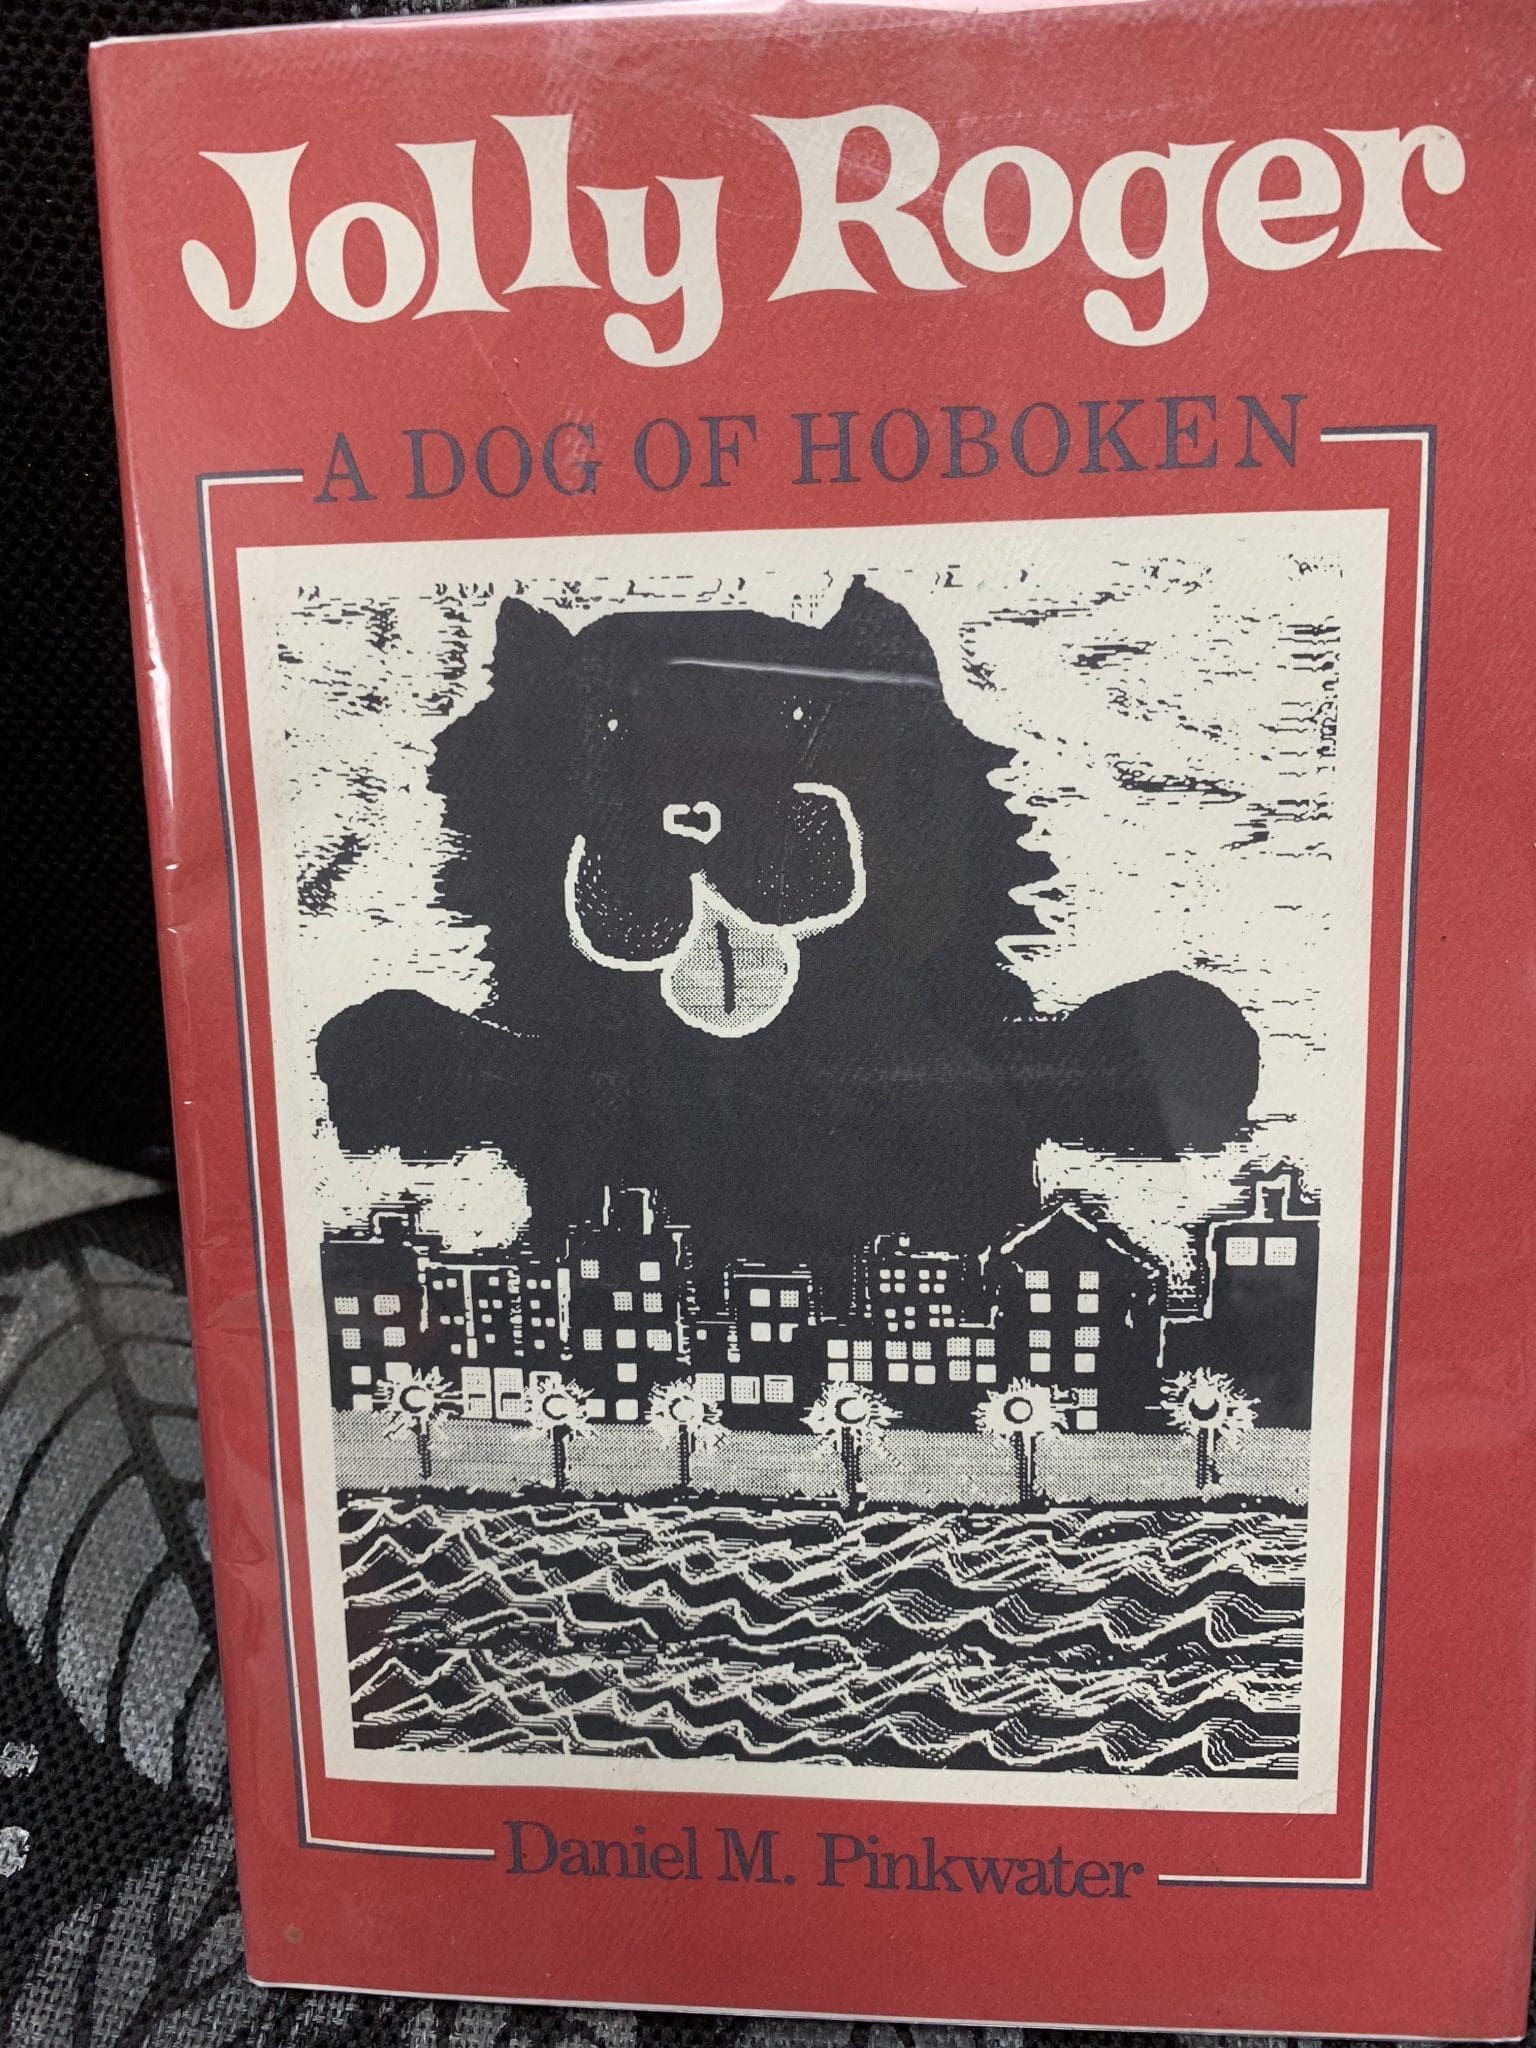 Jolly Roger
A DOG OF HOBOKEN
Daniel M. Pinkwater